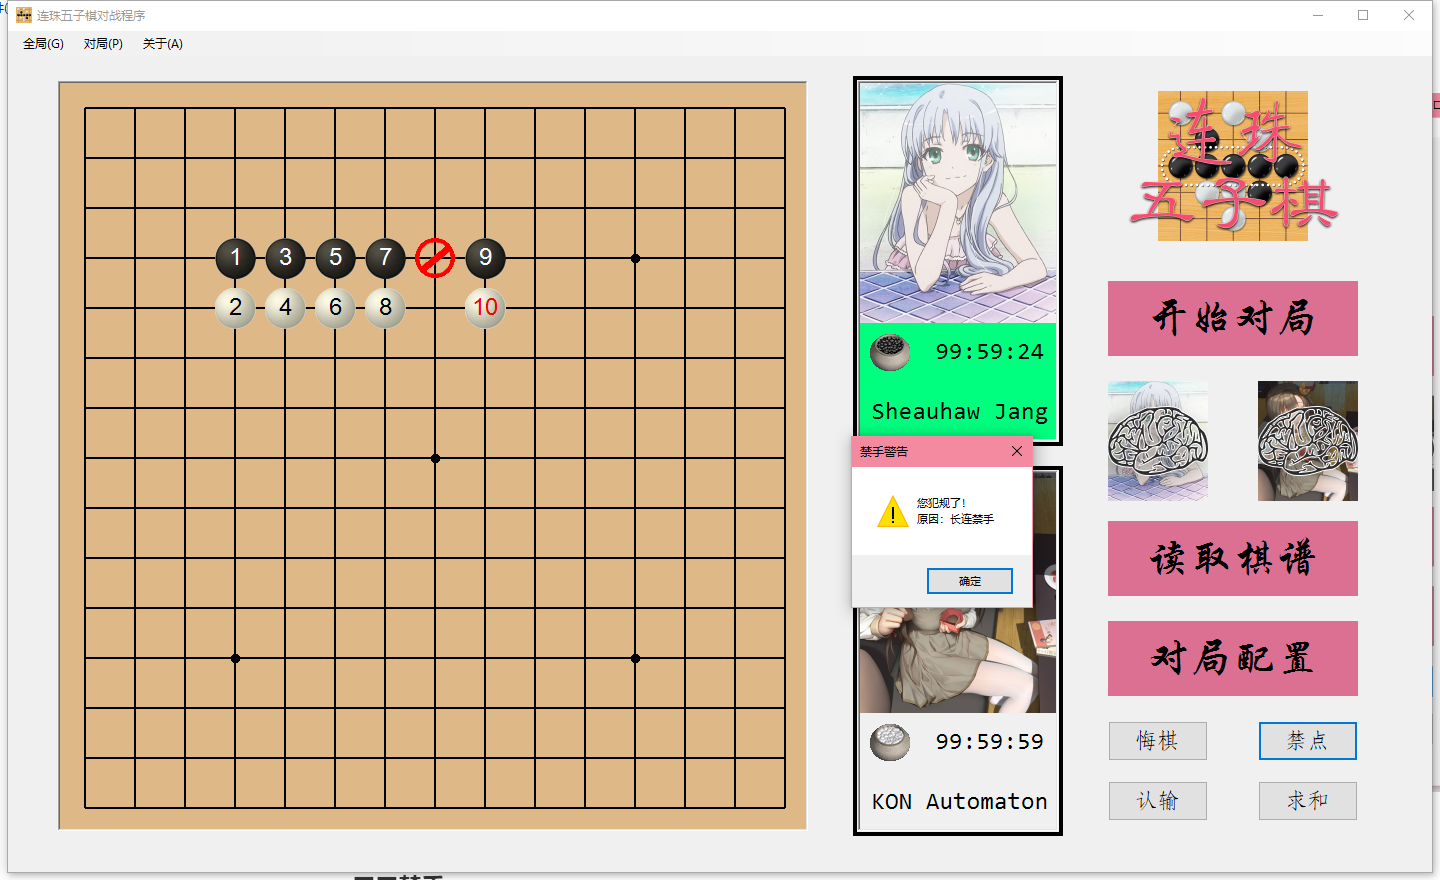 连珠五子棋对战程序
全局(G) 对局(P) 关于(A)
连珠
五子棋
1 3 5 7 9
2 4 6 8 10
开始对局
99:59:24
Sheauhaw Jang
禁手警告
您犯规了!
原因：长连禁手
确定
读取棋谱
对局配置
99:59:59
KON Automaton
悔棋 禁点
认输 求和